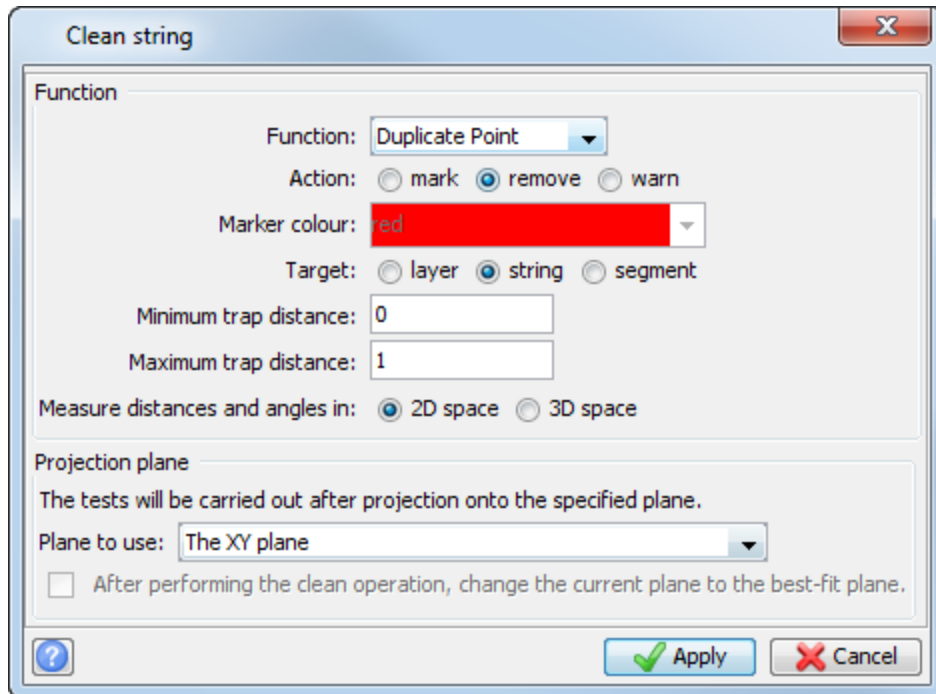 Clean string
Function
Function: Duplicate Point
Action: mark remove warn
Marker colour: red
Target: layer string segment
Minimum trap distance: 0
Maximum trap distance: 1
Measure distances and angles in: 2D space 3D space
Projection plane
The tests will be carried out after projection onto the specified plane.
Plane to use: The XY plane
After performing the clean operation, change the current plane to the best-fit plane.
? Apply Cancel